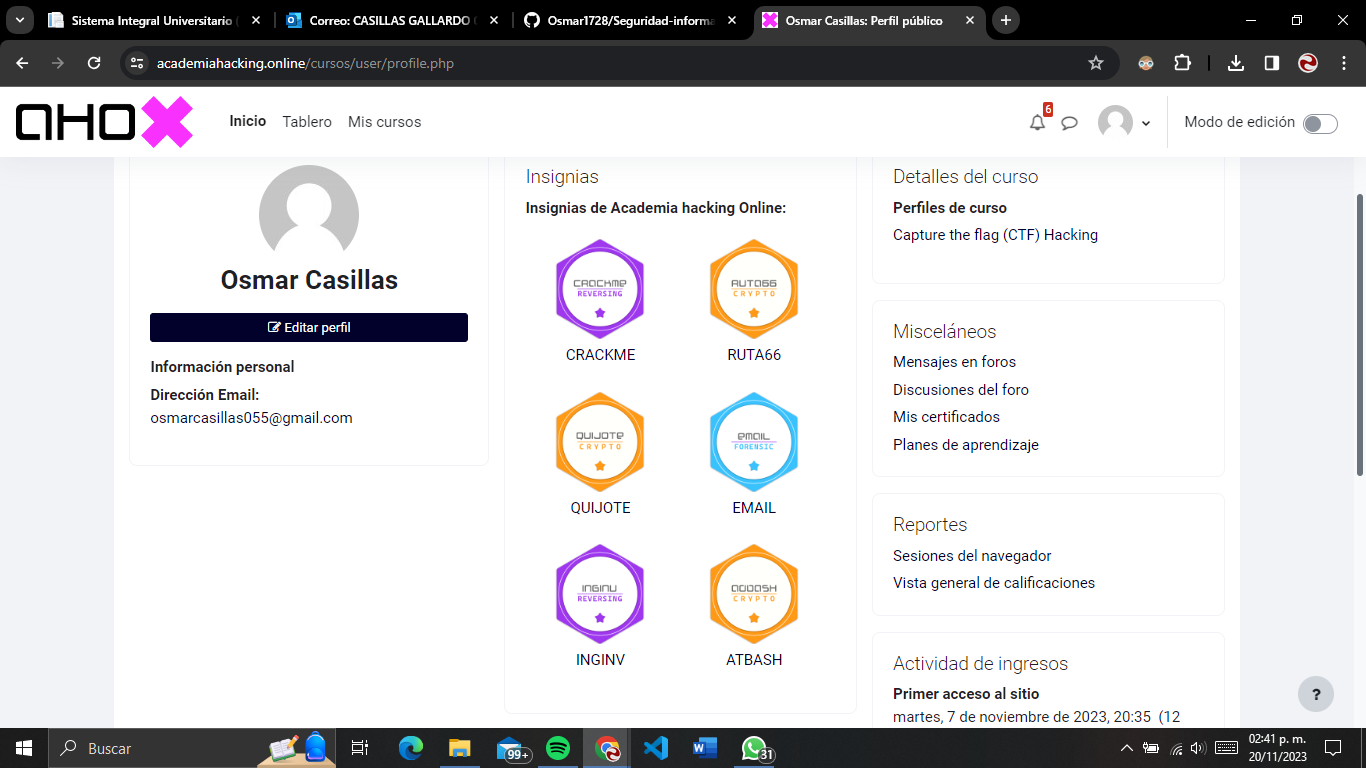 Sistema Integral Universitario (
Correo: CASILLAS GALLARDO
Osmar1728/Seguridad-informa
Osmar Casillas: Perfil público
academiahacking.online/cursos/user/profile.php
AHOX
Inicio
Tablero
Mis cursos
6
Modo de edición
Osmar Casillas
Editar perfil
Información personal
Dirección Email:
osmarcasillas055@gmail.com
Insignias
Insignias de Academia hacking Online:
CRACKME
REVERSING
CRACKME
RUTA66
CRYPTO
RUTA66
QUIJOTE
CRYPTO
QUIJOTE
EMAIL
FORENSIC
EMAIL
INGINV
REVERSING
INGINV
CRYPTO
ATBASH
Detalles del curso
Perfiles de curso
Capture the flag (CTF) Hacking
Misceláneos
Mensajes en foros
Discusiones del foro
Mis certificados
Planes de aprendizaje
Reportes
Sesiones del navegador
Vista general de calificaciones
Actividad de ingresos
Primer acceso al sitio
martes, 7 de noviembre de 2023, 20:35 (12
?
Buscar
99+
31
02:41 p. m.
20/11/2023